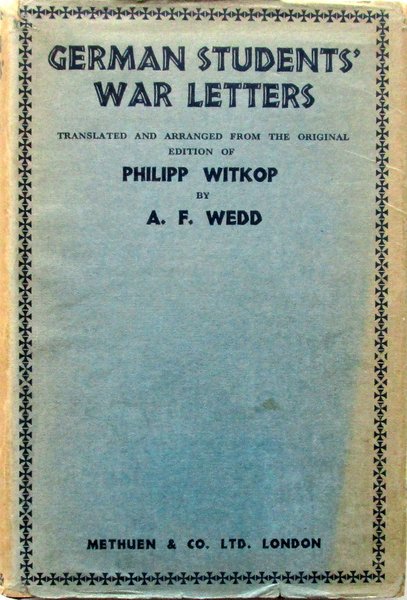 GERMAN STUDENTS'
WAR LETTERS
TRANSLATED AND ARRANGED FROM THE ORIGINAL
EDITION OF
PHILIPP WITKOP
BY
A. F. WEDD
METHUEN & CO. LTD. LONDON